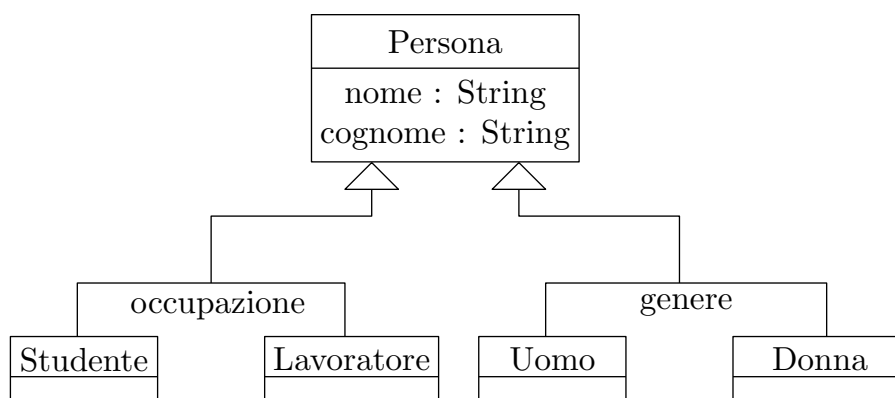 Persona
nome : String
cognome : String
occupazione
genere
Studente
Lavoratore
Uomo
Donna